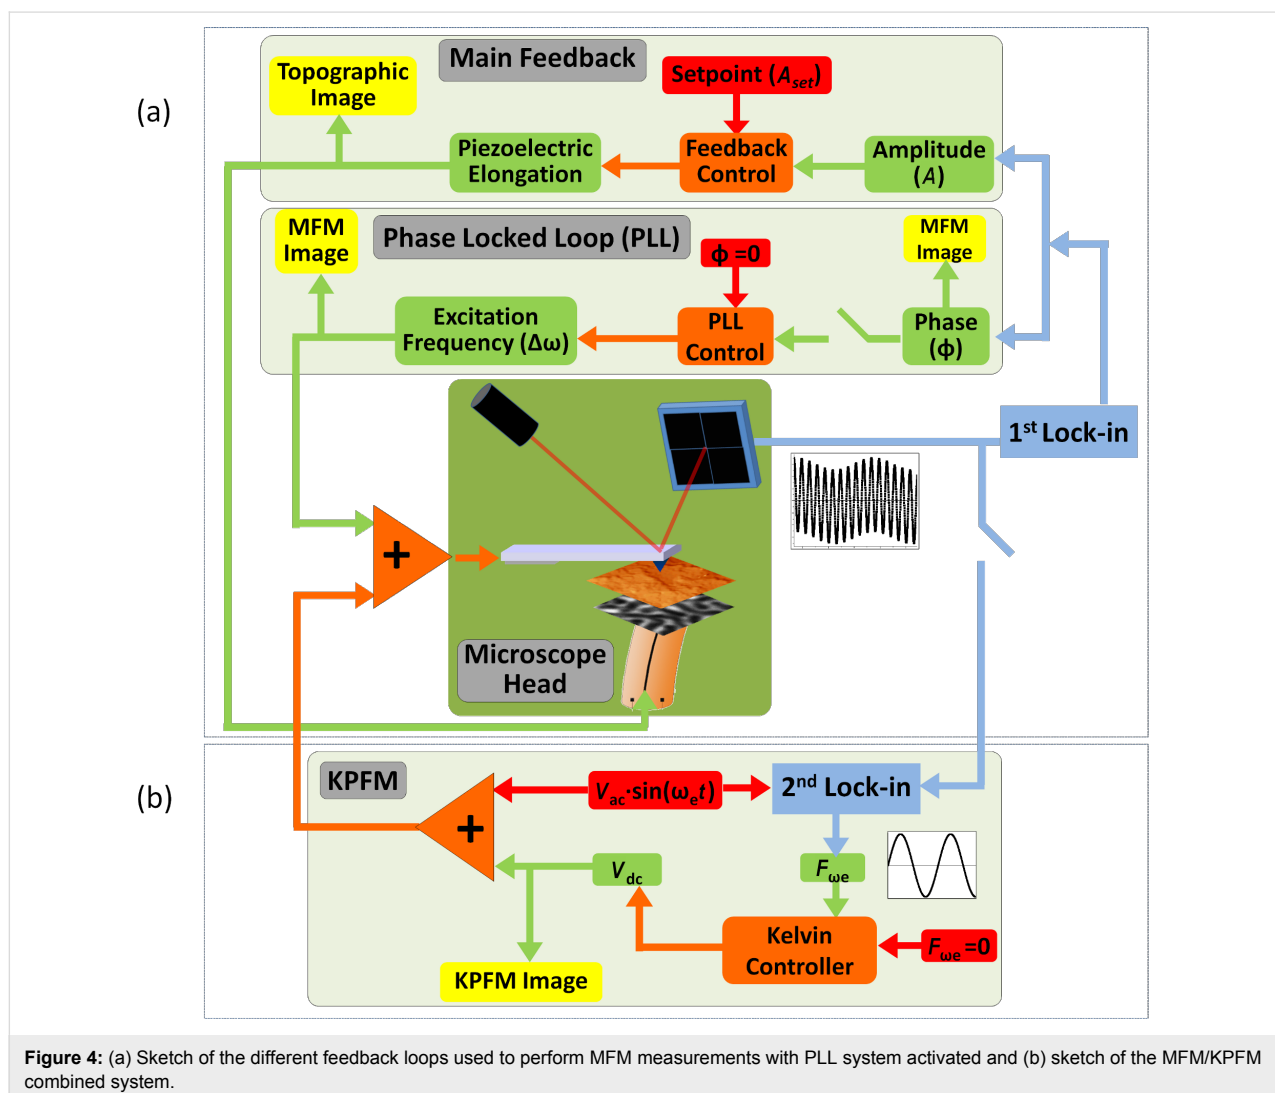 (a)
Main Feedback
Topographic
Image
Setpoint (Aset)
Piezoelectric
Elongation
Feedback
Control
Amplitude
(A)
MFM
Image
Phase Locked Loop (PLL)
ϕ =0
MFM
Image
Excitation
Frequency (Δω)
PLL
Control
Phase
(ϕ)
1st Lock-in
+
Microscope
Head
(b)
KPFM
Vac·sin(ωet)
2nd Lock-in
+
Vdc
Fωe
Kelvin
Controller
Fωe=0
KPFM Image
Figure 4: (a) Sketch of the different feedback loops used to perform MFM measurements with PLL system activated and (b) sketch of the MFM/KPFM
combined system.